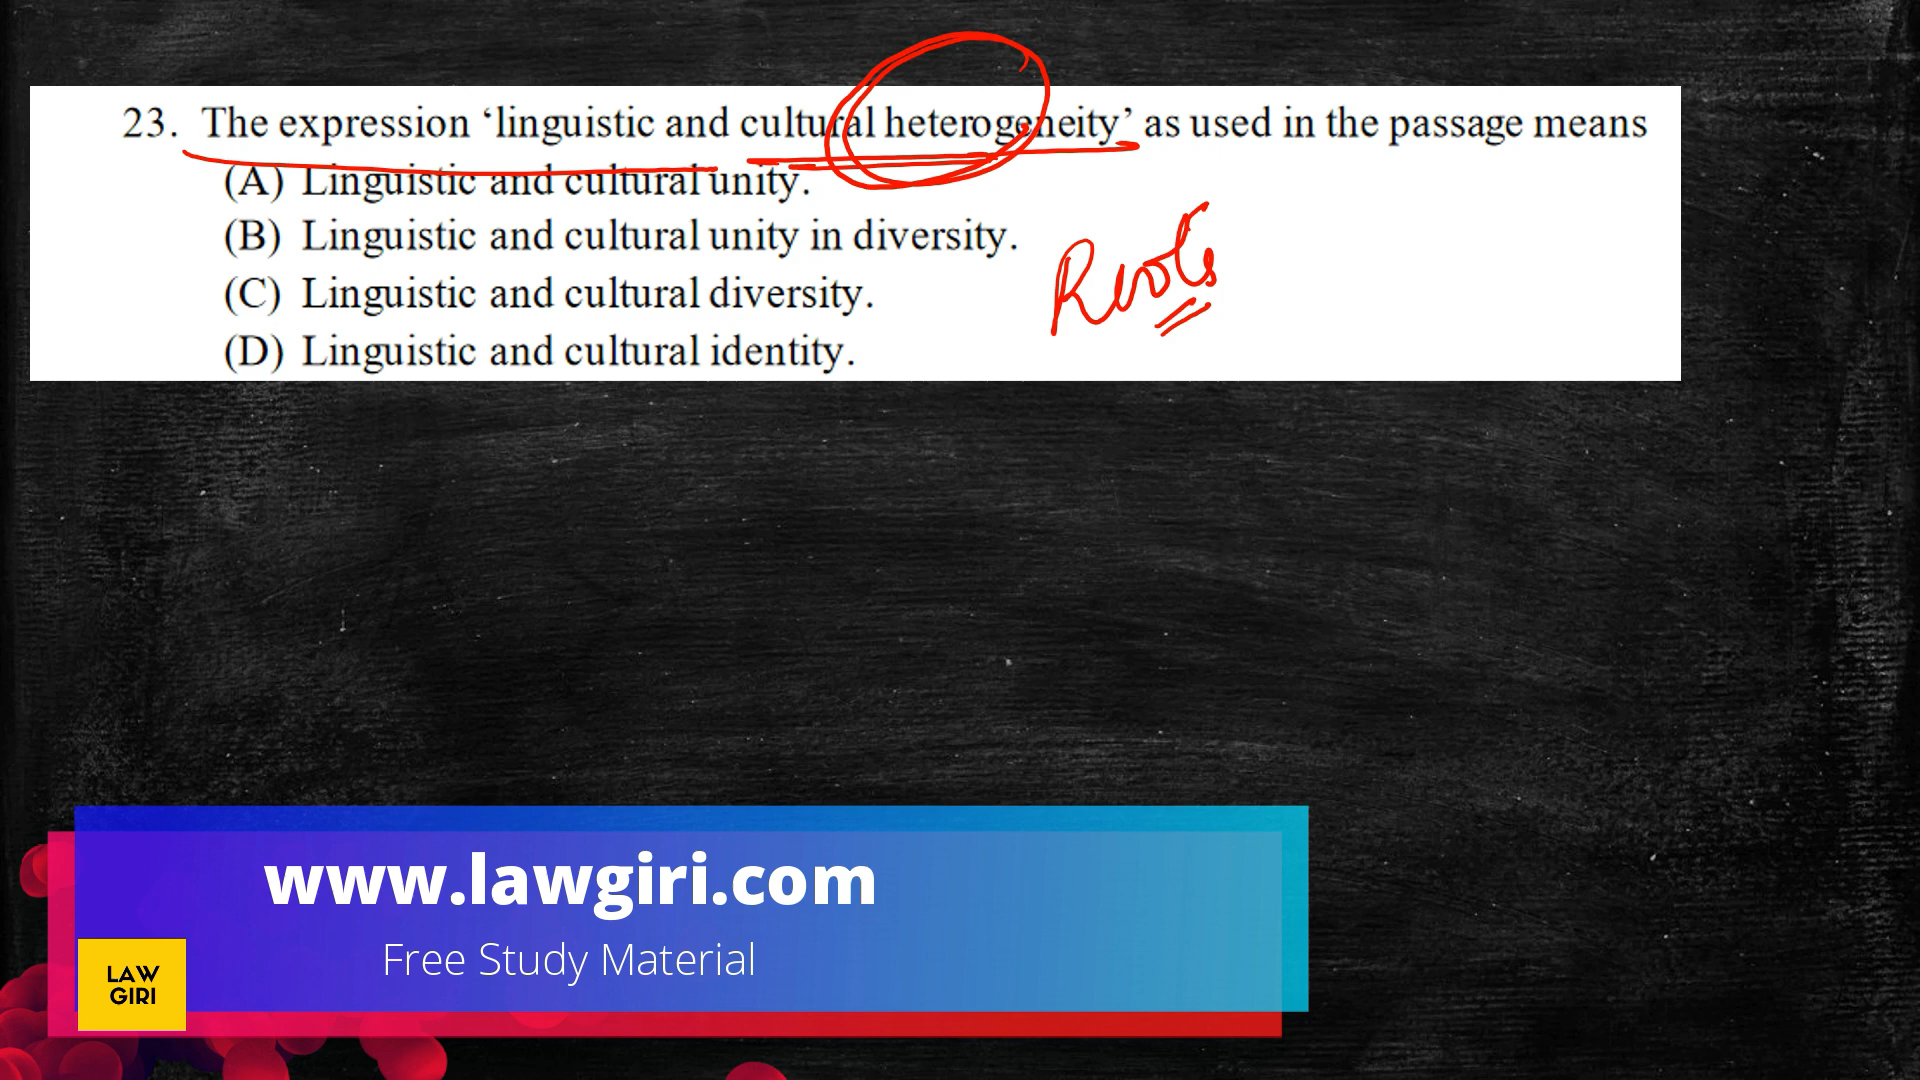 23. The expression ‘linguistic and cultural heterogeneity’ as used in the passage means
(A) Linguistic and cultural unity.
(B) Linguistic and cultural unity in diversity.
(C) Linguistic and cultural diversity.
(D) Linguistic and cultural identity.
Roots
www.lawgiri.com
Free Study Material
LAW
GIRI